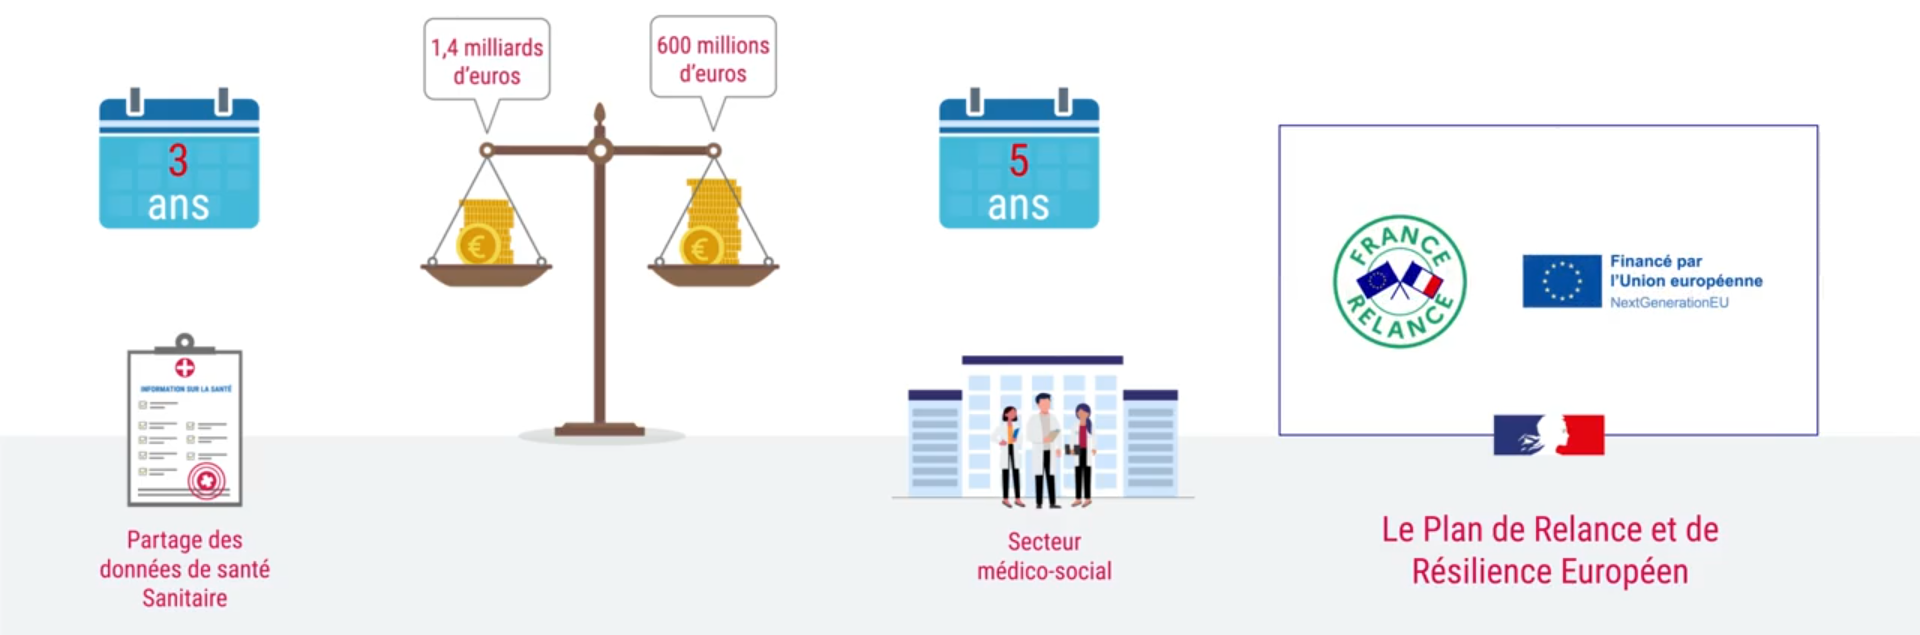 1,4 milliards
d'euros
600 millions
d'euros
3
ans
5
ans
FRANCE
RELANCE
Financé par
l'Union européenne
NextGenerationEU
INFORMATION SUR LA SANTÉ
Partage des
données de santé
Sanitaire
Secteur
médico-social
Le Plan de Relance et de
Résilience Européen